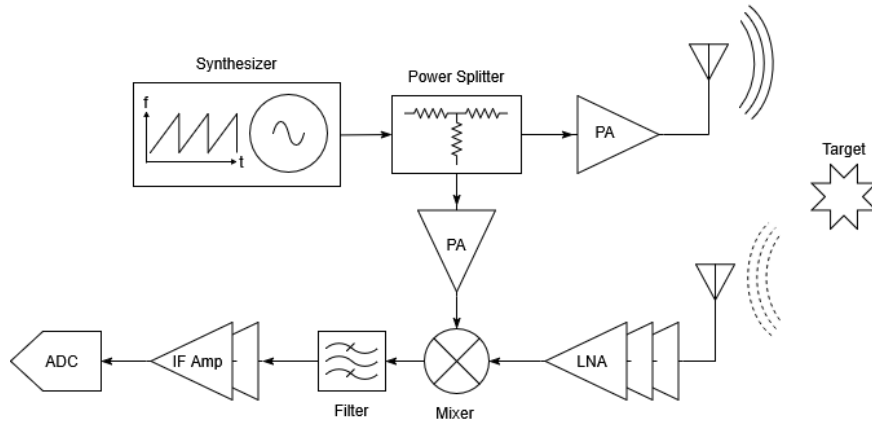 Synthesizer
Power Splitter
f
t
PA
Target
PA
ADC
IF Amp
LNA
Filter
Mixer